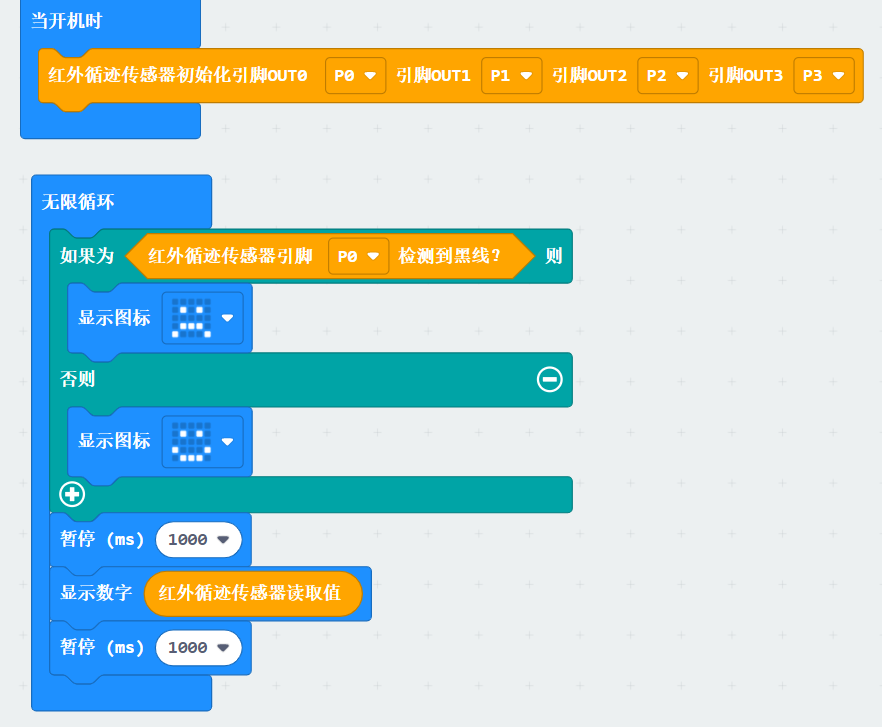 当开机时
红外循迹传感器初始化引脚OUT0 P0 引脚OUT1 P1 引脚OUT2 P2 引脚OUT3 P3
无限循环
如果为 红外循迹传感器引脚 P0 检测到黑线? 则
显示图标
否则
显示图标
暂停 (ms) 1000
显示数字 红外循迹传感器读取值
暂停 (ms) 1000